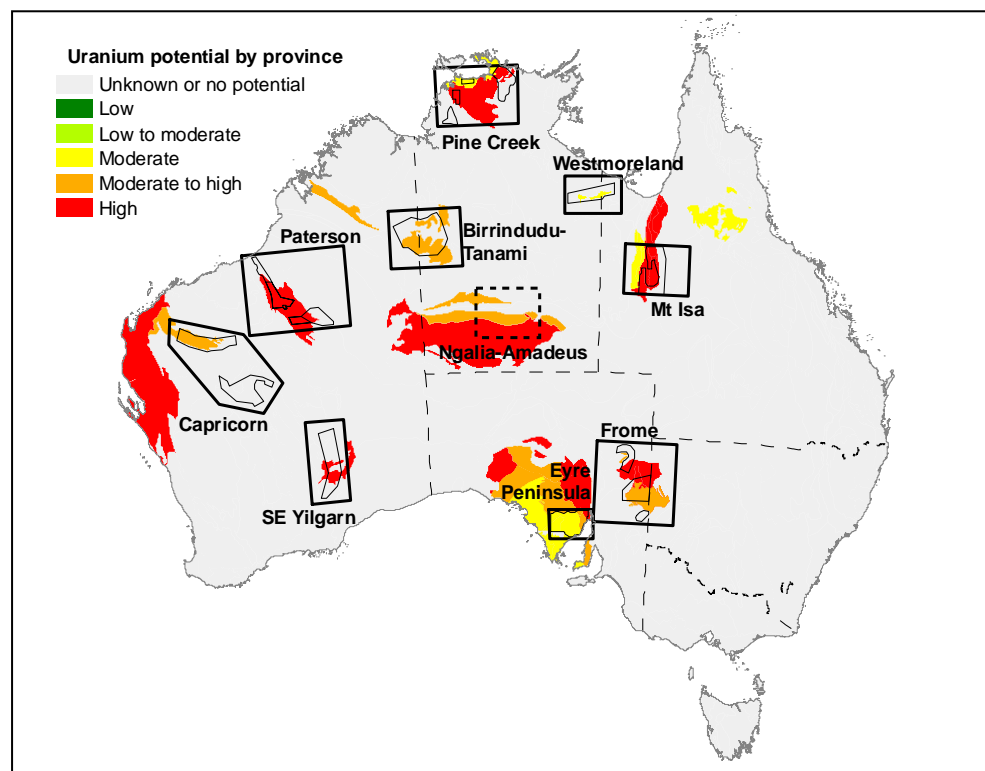 Uranium potential by province
Unknown or no potential
Low
Low to moderate
Moderate
Moderate to high
High
Pine Creek
Westmoreland
Paterson
Birrindudu-
Tanami
Mt Isa
Ngalia-Amadeus
Capricorn
Frome
Eyre
Peninsula
SE Yilgarn